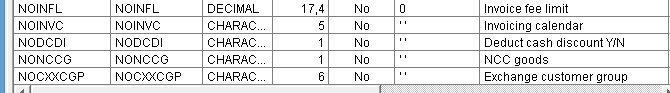 NOINFL NOINFL DECIMAL 17,4 No 0 Invoice fee limit
NOINVC NOINVC CHARAC... 5 No ' ' Invoicing calendar
NODCDI NODCDI CHARAC... 1 No ' ' Deduct cash discount Y/N
NONCCG NONCCG CHARAC... 1 No ' ' NCC goods
NOCXXCGP NOCXXCGP CHARAC... 6 No ' ' Exchange customer group